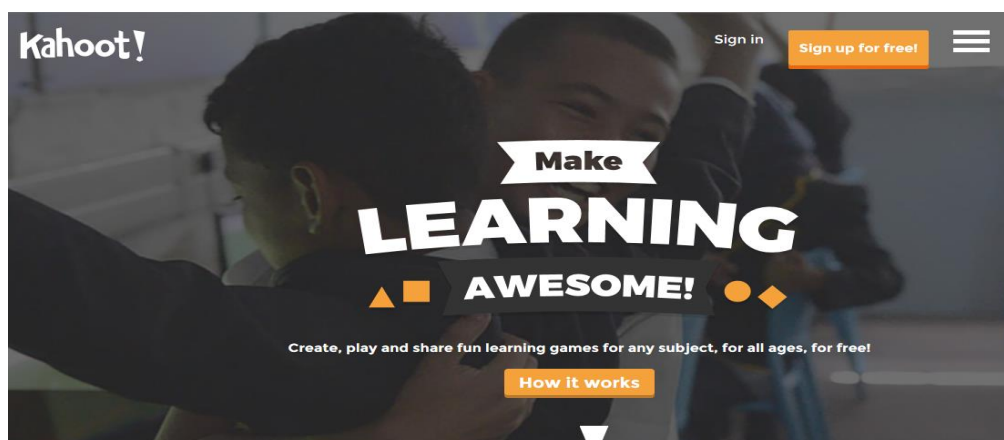 Kahoot!
Sign in
Sign up for free!
Make
LEARNING
AWESOME!
Create, play and share fun learning games for any subject, for all ages, for free!
How it works